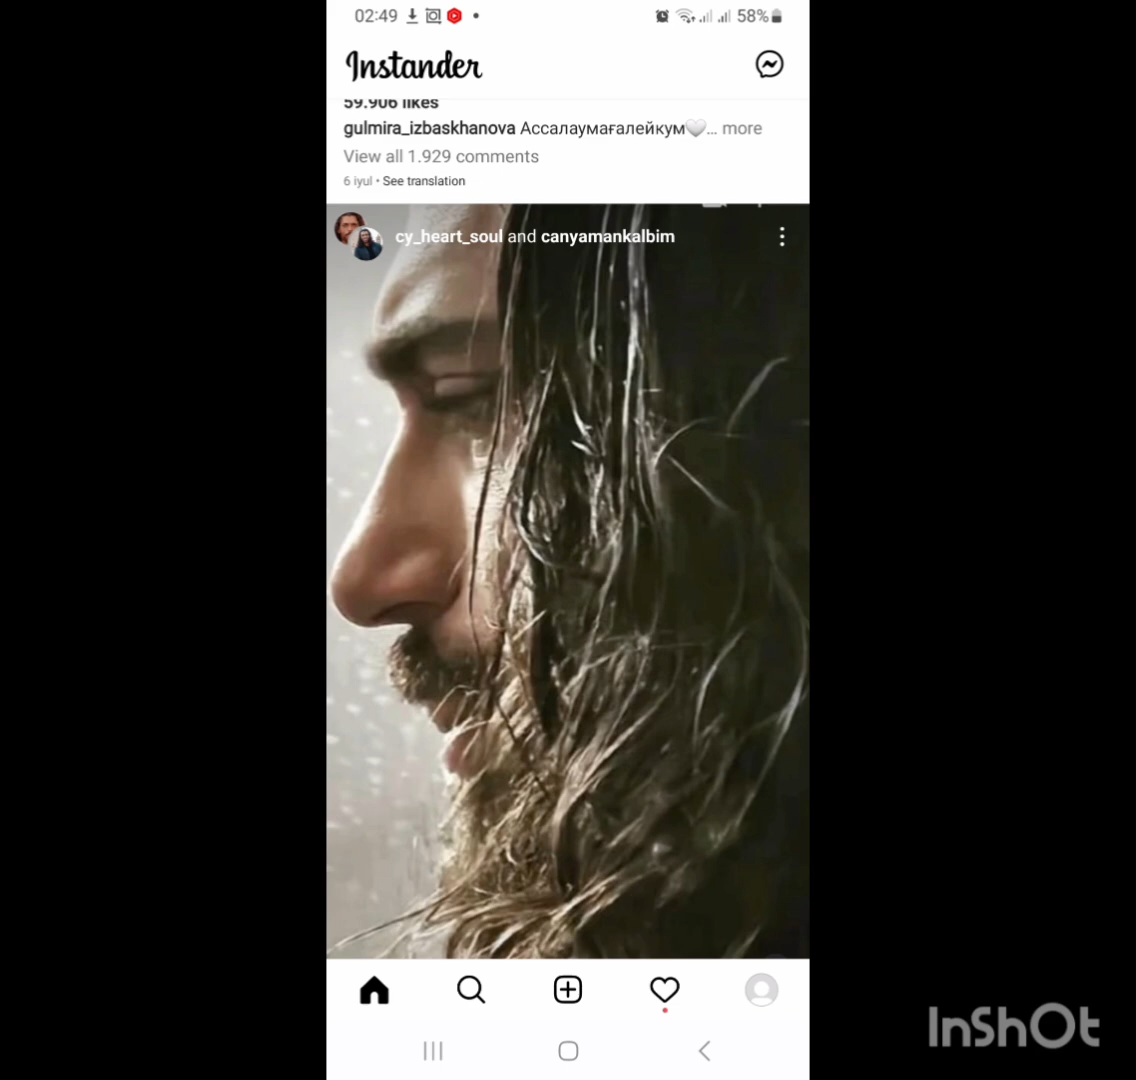 02:49 58%
Instander
59.906 likes
gulmira_izbaskhanova Ассалаумағалейкум🤍... more
View all 1.929 comments
6 iyul • See translation
cy_heart_soul and canyamankalbim
InShOt